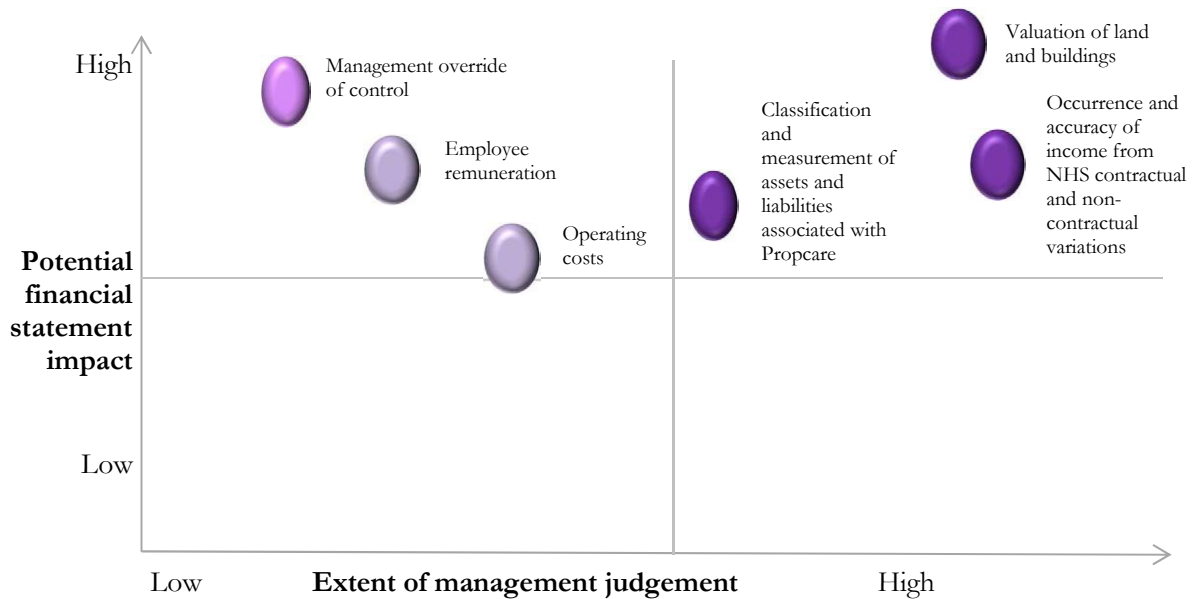 High
Management override
of control
Employee
remuneration
Operating
costs
Classification
and
measurement of
assets and
liabilities
associated with
Propcare
Valuation of land
and buildings
Occurrence and
accuracy of
income from
NHS contractual
and non-
contractual
variations
Potential
financial
statement
impact
Low
Low
Extent of management judgement
High